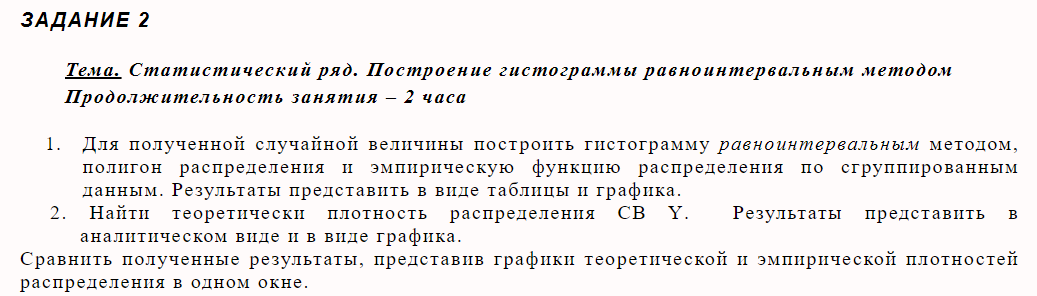 ЗАДАНИЕ 2
Тема. Статистический ряд. Построение гистограммы равноинтервальным методом
Продолжительность занятия – 2 часа
1. Для полученной случайной величины построить гистограмму равноинтервальным методом,
полигон распределения и эмпирическую функцию распределения по сгруппированным
данным. Результаты представить в виде таблицы и графика.
2. Найти теоретически плотность распределения СВ Y. Результаты представить в
аналитическом виде и в виде графика.
Сравнить полученные результаты, представив графики теоретической и эмпирической плотностей
распределения в одном окне.